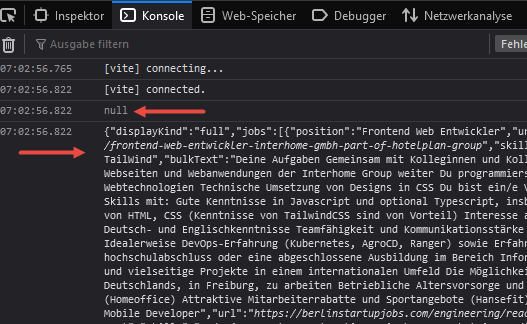 Inspektor Konsole Web-Speicher Debugger Netzwerkanalyse
Ausgabe filtern Fehle
07:02:56.765 [vite] connecting...
07:02:56.822 [vite] connected.
07:02:56.822 null
07:02:56.822
{"displayKind":"full","jobs":[{"position":"Frontend Web Entwickler","ur
/frontend-web-entwickler-interhome-gmbh-part-of-hotelplan-group","skil
TailWind","bulkText":"Deine Aufgaben Gemeinsam mit Kolleginnen und Koll
Webseiten und Webanwendungen der Interhome Group weiter Du programmiers
Webtechnologien Technische Umsetzung von Designs in CSS Du bist ein/e V
Skills mit: Gute Kenntnisse in Javascript und optional Typescript, insb
von HTML, CSS (Kenntnisse von TailwindCSS sind von Vorteil) Interesse a
Deutsch- und Englischkenntnisse Teamfähigkeit und Kommunikationsstärke
Idealerweise DevOps-Erfahrung (Kubernetes, AgroCD, Ranger) sowie Erfahr
hochschulabschluss oder eine abgeschlossene Ausbildung im Bereich Infor
und vielseitige Projekte in einem internationalen Umfeld Die Möglichkei
Deutschlands, in Freiburg, zu arbeiten Betriebliche Altersvorsorge und
(Homeoffice) Attraktive Mitarbeiterrabatte und Sportangebote (Hansefit)
Mobile Developer","url":"https://berlinstartupjobs.com/engineering/reac